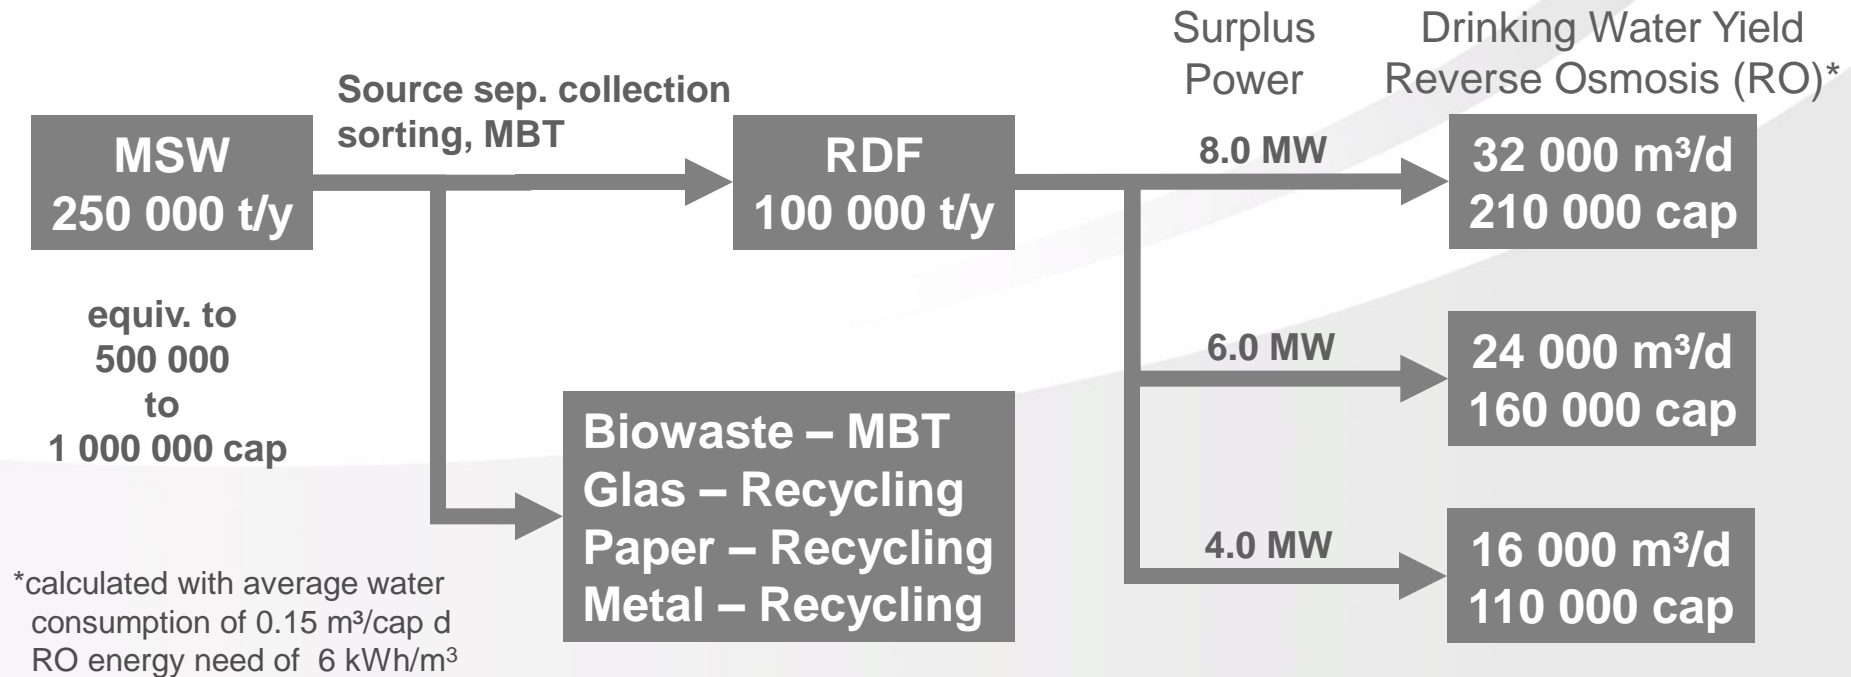 Surplus
Power
Drinking Water Yield
Reverse Osmosis (RO)*
Source sep. collection
sorting, MBT
MSW
250 000 t/y
RDF
100 000 t/y
8.0 MW
32 000 m³/d
210 000 cap
equiv. to
500 000
to
1 000 000 cap
6.0 MW
24 000 m³/d
160 000 cap
Biowaste – MBT
Glas – Recycling
Paper – Recycling
Metal – Recycling
4.0 MW
16 000 m³/d
110 000 cap
*calculated with average water
consumption of 0.15 m³/cap d
RO energy need of 6 kWh/m³